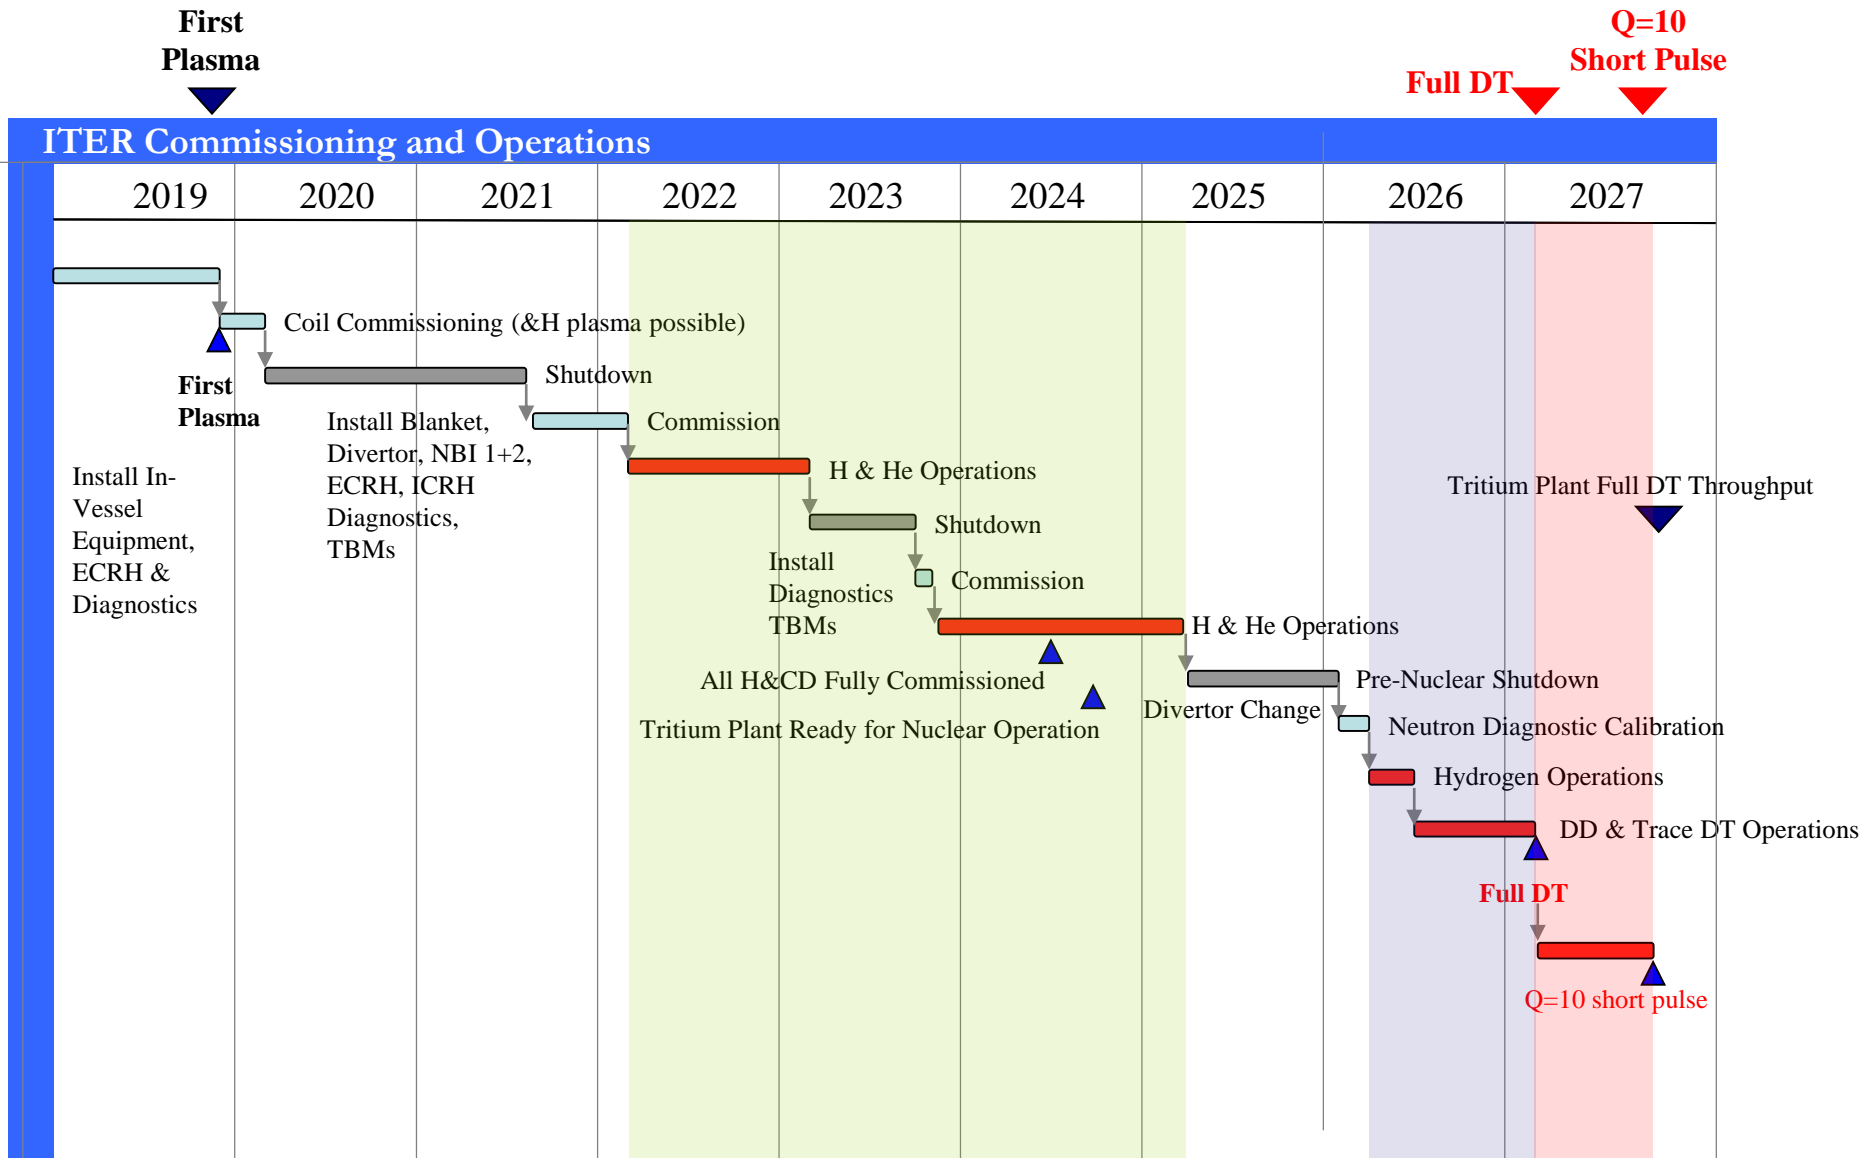 First
Plasma
Q=10
Short Pulse
Full DT
ITER Commissioning and Operations
2019 2020 2021 2022 2023 2024 2025 2026 2027
Coil Commissioning (&H plasma possible)
First
Plasma
Shutdown
Install Blanket,
Divertor, NBI 1+2,
ECRH, ICRH
Diagnostics,
TBMs
Commission
Install In-
Vessel
Equipment,
ECRH &
Diagnostics
H & He Operations
Tritium Plant Full DT Throughput
Shutdown
Install
Diagnostics
TBMs
Commission
H & He Operations
All H&CD Fully Commissioned
Pre-Nuclear Shutdown
Divertor Change
Tritium Plant Ready for Nuclear Operation
Neutron Diagnostic Calibration
Hydrogen Operations
DD & Trace DT Operations
Full DT
Q=10 short pulse